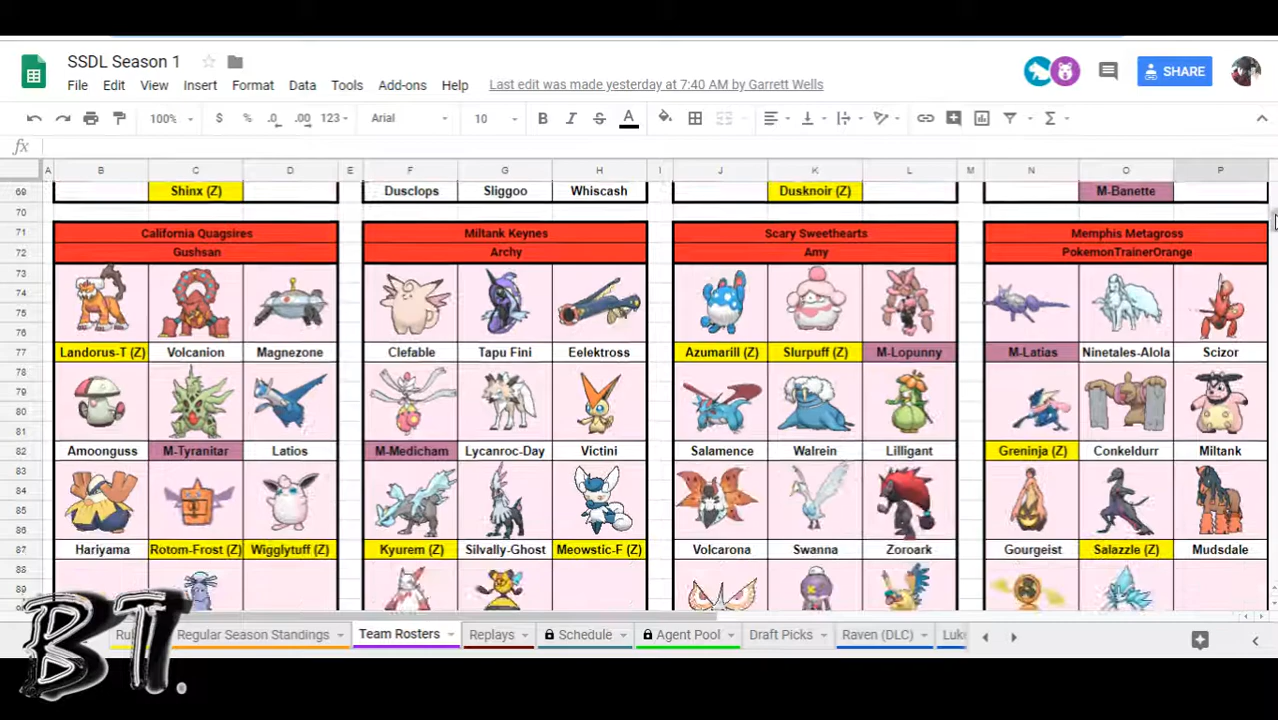 SSDL Season 1
File Edit View Insert Format Data Tools Add-ons Help Last edit was made yesterday at 7:40 AM by Garrett Wells
SHARE
100% $ % .0 .00 123 Arial 10 B I S A
fx
A B C D E F G H I J K L M N O P
69 Shinx (Z) Dusclops Sliggoo Whiscash Dusknoir (Z) M-Banette
70
71 California Quagsires Miltank Keynes Scary Sweethearts Memphis Metagross
72 Gushsan Archy Amy PokemonTrainerOrange
73
74
75
76
77 Landorus-T (Z) Volcanion Magnezone Clefable Tapu Fini Eelektross Azumarill (Z) Slurpuff (Z) M-Lopunny M-Latias Ninetales-Alola Scizor
78
79
80
81
82 Amoonguss M-Tyranitar Latios M-Medicham Lycanroc-Day Victini Salamence Walrein Lilligant Greninja (Z) Conkeldurr Miltank
83
84
85
86
87 Hariyama Rotom-Frost (Z) Wigglytuff (Z) Kyurem (Z) Silvally-Ghost Meowstic-F (Z) Volcarona Swanna Zoroark Gourgeist Salazzle (Z) Mudsdale
88
89
BT.
Regular Season Standings Team Rosters Replays Schedule Agent Pool Draft Picks Raven (DLC)